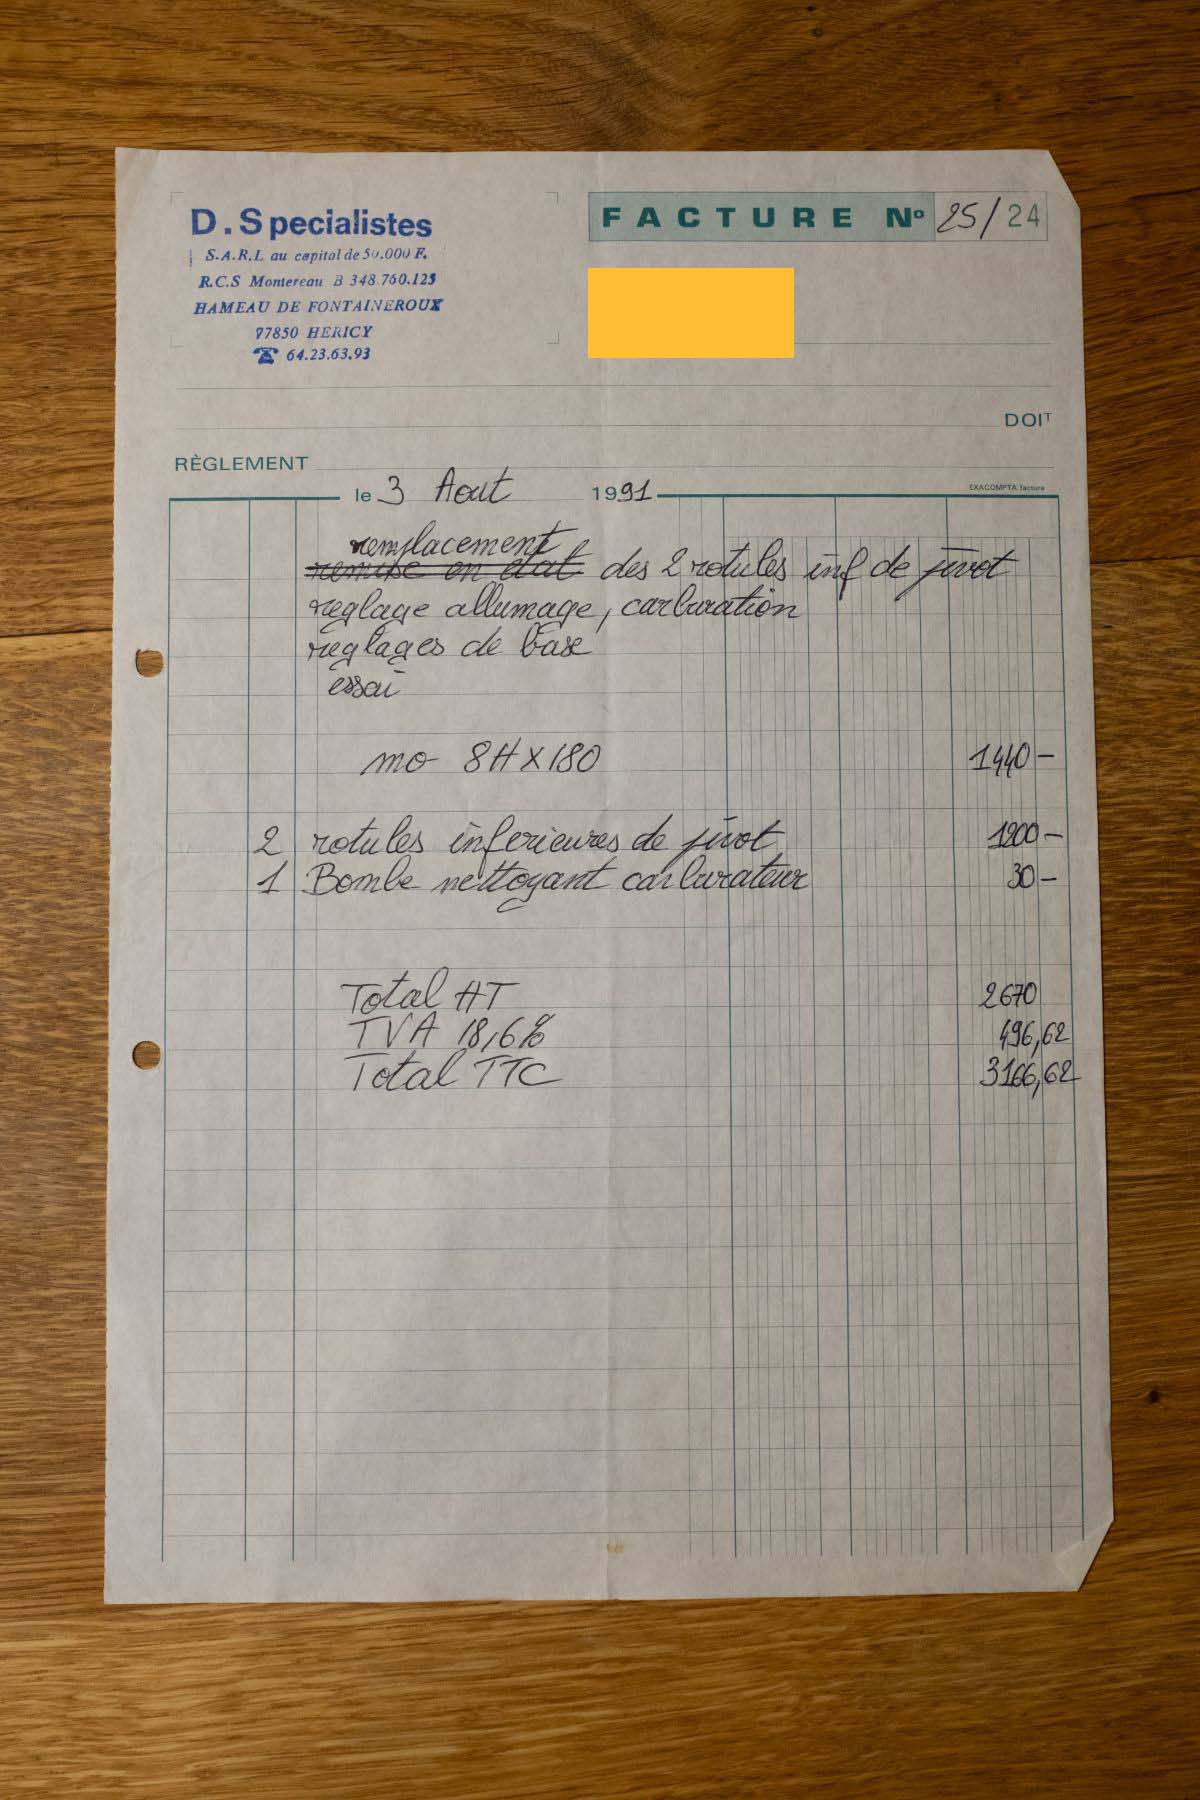 D.Specialistes
S.A.R.L au capital de 50.000 F.
R.C.S Montereau B 348 760.125
HAMEAU DE FONTAINEROUX
77850 HERICY
☎ 64.23.63.93
FACTURE Nº 25/24
DOIT
RÈGLEMENT
le 3 Aout 1991
EXACOMPTA facture
remplacement
remise en etat des 2 rotules inf de pivot
reglage allumage, carburation
reglages de base
essai
mo 8H X 180 1440-
2 rotules inferieures de pivot 1200-
1 Bombe nettoyant carburateur 30-
Total HT 2670
TVA 18,6% 496,62
Total TTC 3166,62